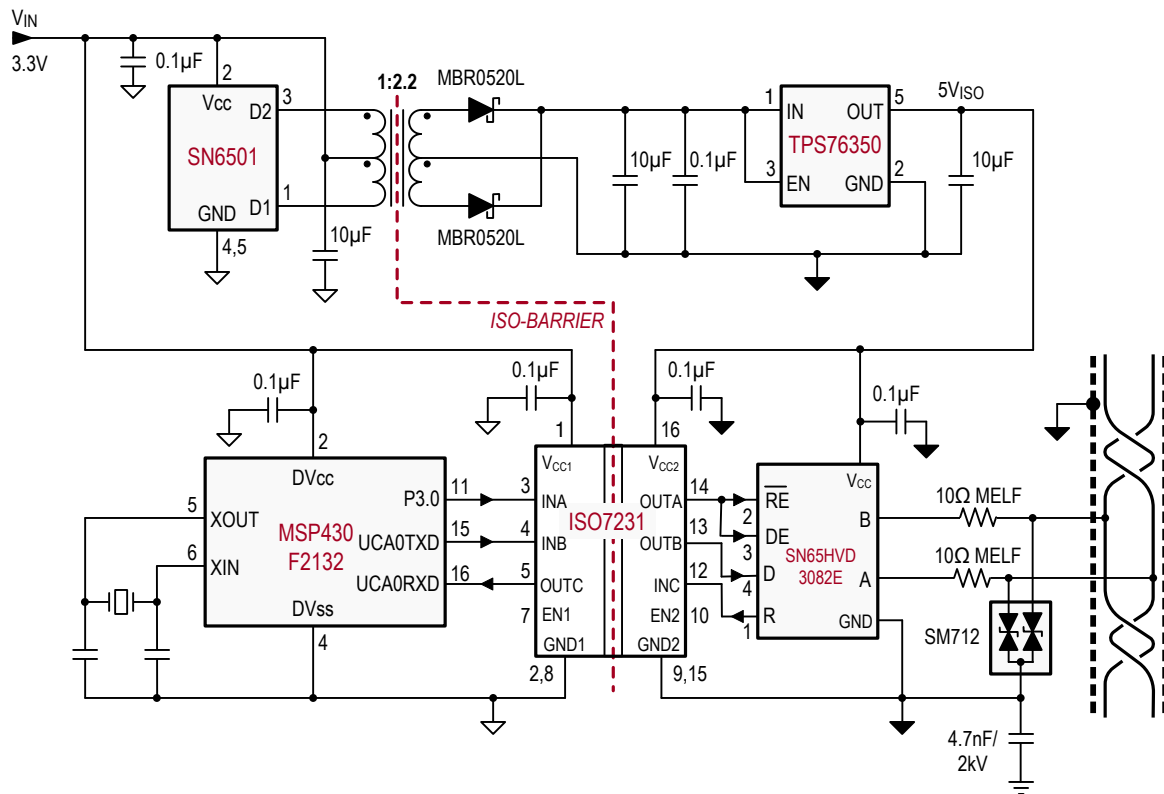 VIN
3.3V
0.1µF
2
Vcc
D2
3
SN6501
D1
1
GND
4,5
10µF
1:2.2
MBR0520L
MBR0520L
10µF
0.1µF
1
IN
OUT
5
TPS76350
3
EN
GND
2
5VISO
10µF
ISO-BARRIER
0.1µF
2
DVcc
5
XOUT
6
XIN
MSP430
F2132
P3.0
11
UCA0TXD
15
UCA0RXD
16
DVss
4
0.1µF
1
VCC1
3
INA
4
INB
5
OUTC
7
EN1
GND1
2,8
ISO7231
0.1µF
16
VCC2
OUTA
14
OUTB
13
INC
12
EN2
10
GND2
9,15
0.1µF
VCC
RE
2
DE
3
D
4
R
1
SN65HVD
3082E
B
A
GND
10Ω MELF
10Ω MELF
SM712
4.7nF/
2kV